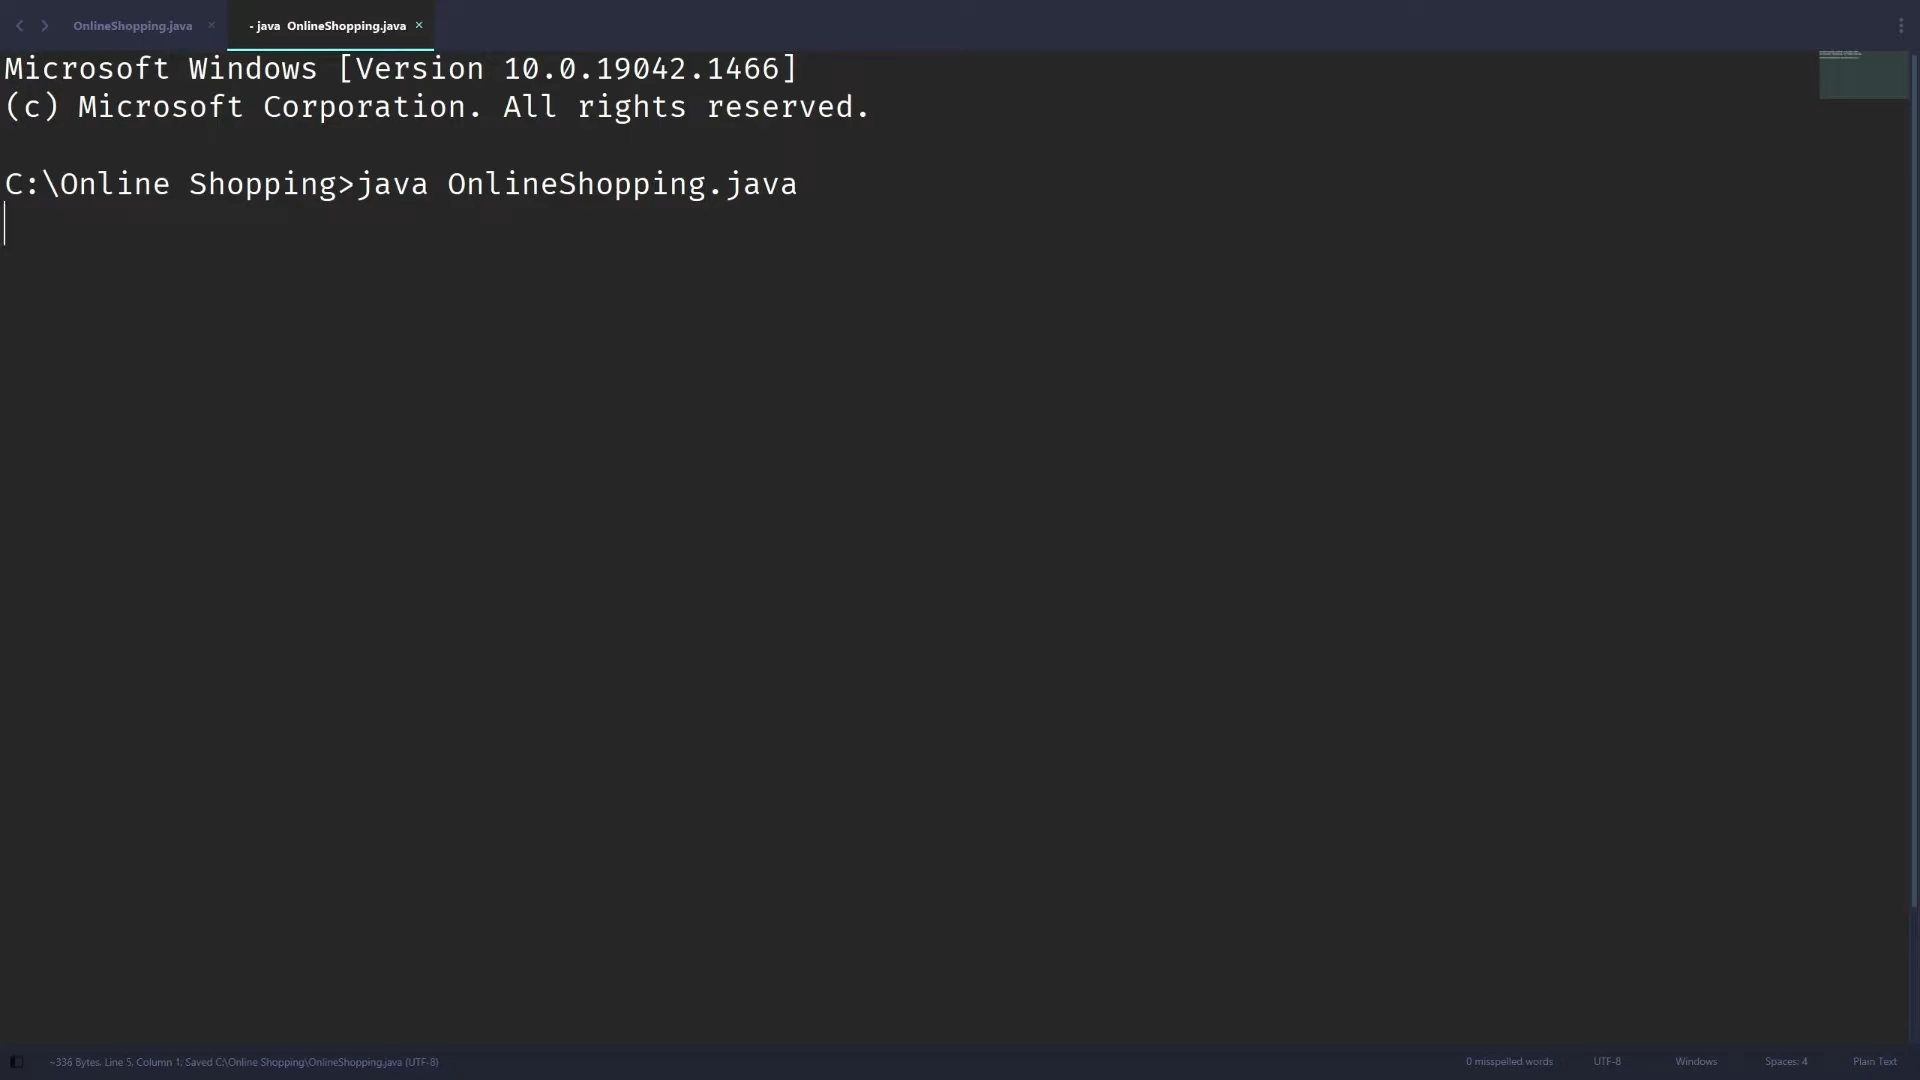 OnlineShopping.java ×
- java  OnlineShopping.java ×
Microsoft Windows [Version 10.0.19042.1466]
(c) Microsoft Corporation. All rights reserved.
C:\Online Shopping>java OnlineShopping.java
~336 Bytes, Line 5, Column 1; Saved C:\Online Shopping\OnlineShopping.java (UTF-8)
0 misspelled words
UTF-8
Windows
Spaces: 4
Plain Text